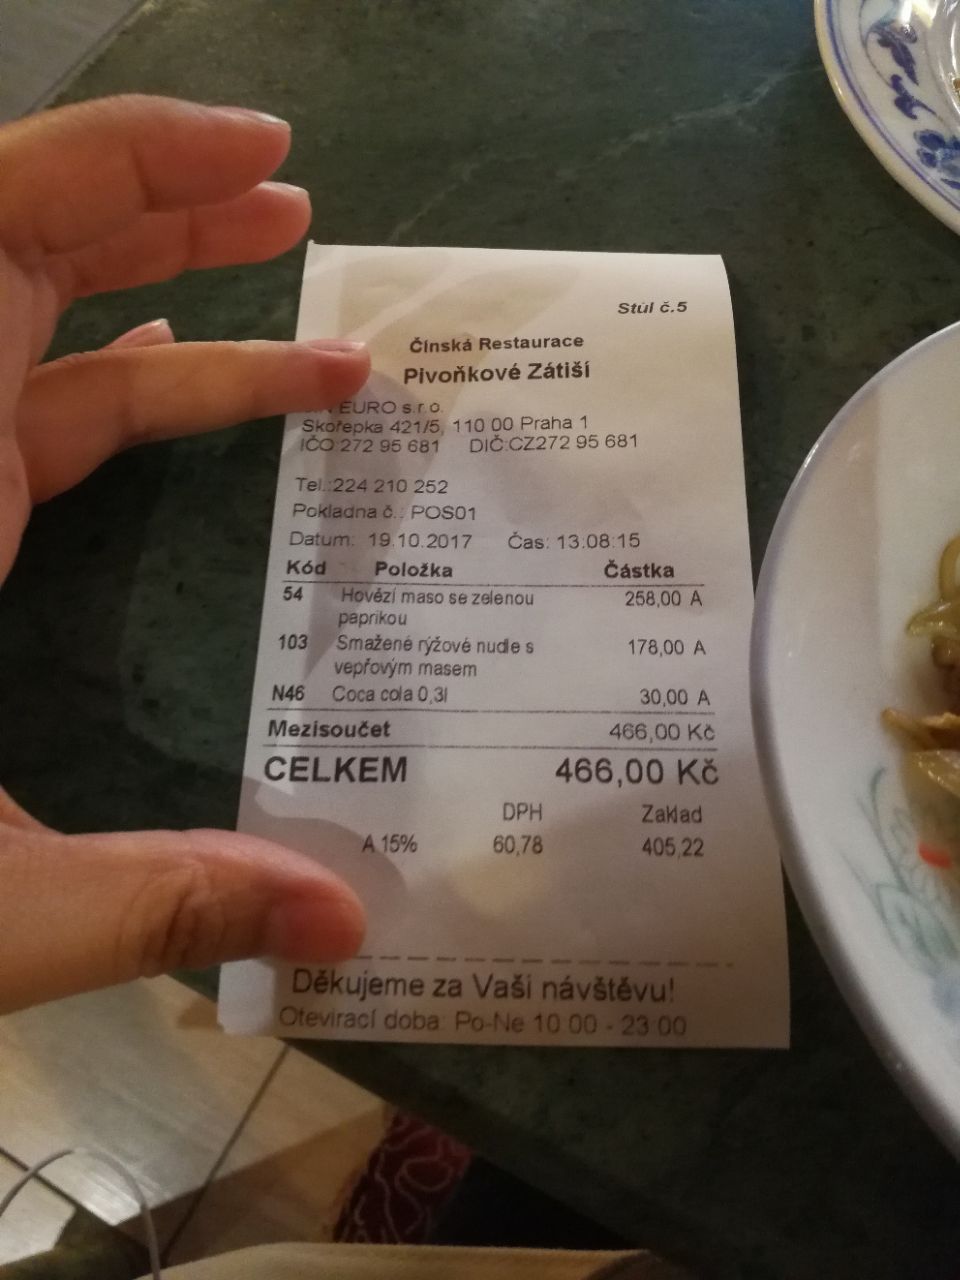 Stůl č.5
Čínská Restaurace
Pivoňkové Zátiší
EURO s.r.o.
Skořepka 421/5, 110 00 Praha 1
IČO:272 95 681 DIČ:CZ272 95 681
Tel.:224 210 252
Pokladna č.: POS01
Datum: 19.10.2017 Čas: 13:08:15
Kód Položka Částka
54 Hovězí maso se zelenou 258,00 A
paprikou
103 Smažené rýžové nudle s 178,00 A
vepřovým masem
N46 Coca cola 0,3l 30,00 A
Mezisoučet 466,00 Kč
CELKEM 466,00 Kč
DPH Zaklad
A 15% 60,78 405,22
Děkujeme za Vaši návštěvu!
Otevirací doba: Po-Ne 10:00 - 23:00